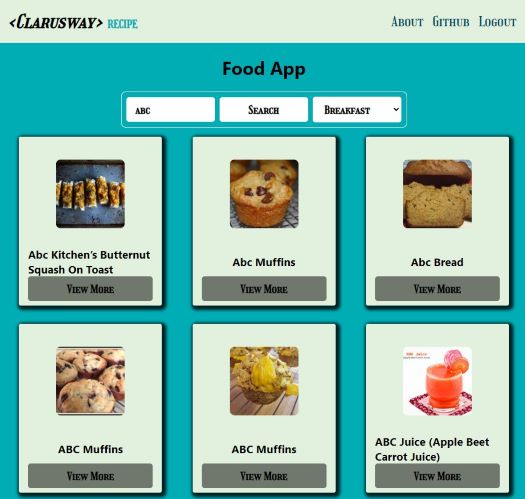 <Clarusway> recipe
About Github Logout
Food App
abc Search Breakfast
Abc Kitchen's Butternut
Squash On Toast
Abc Muffins
Abc Bread
View More View More View More
ABC Juice
ABC Muffins
ABC Muffins
ABC Juice (Apple Beet
Carrot Juice)
View More View More View More